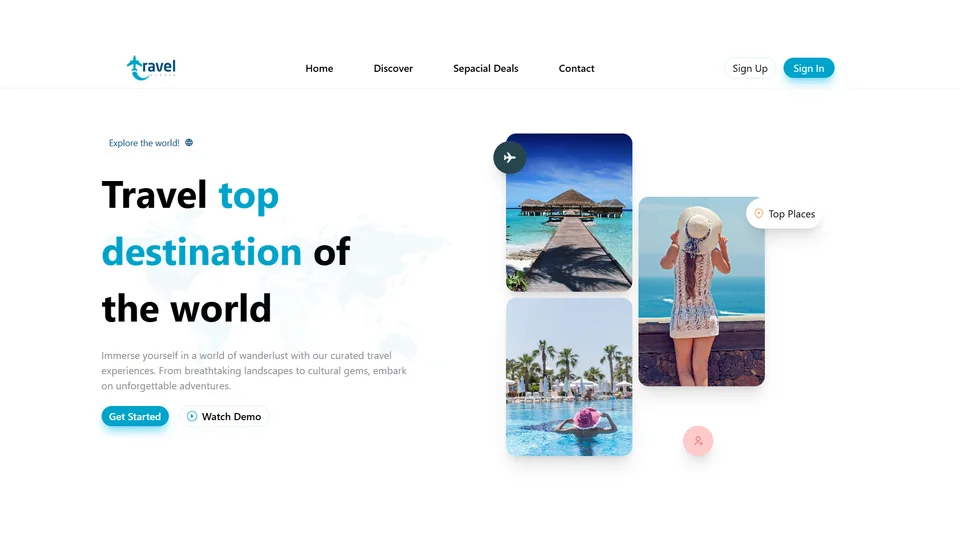 travel
Home
Discover
Sepacial Deals
Contact
Sign Up
Sign In
Explore the world!
Travel top
destination of
the world
Immerse yourself in a world of wanderlust with our curated travel
experiences. From breathtaking landscapes to cultural gems, embark
on unforgettable adventures.
Get Started
Watch Demo
Top Places